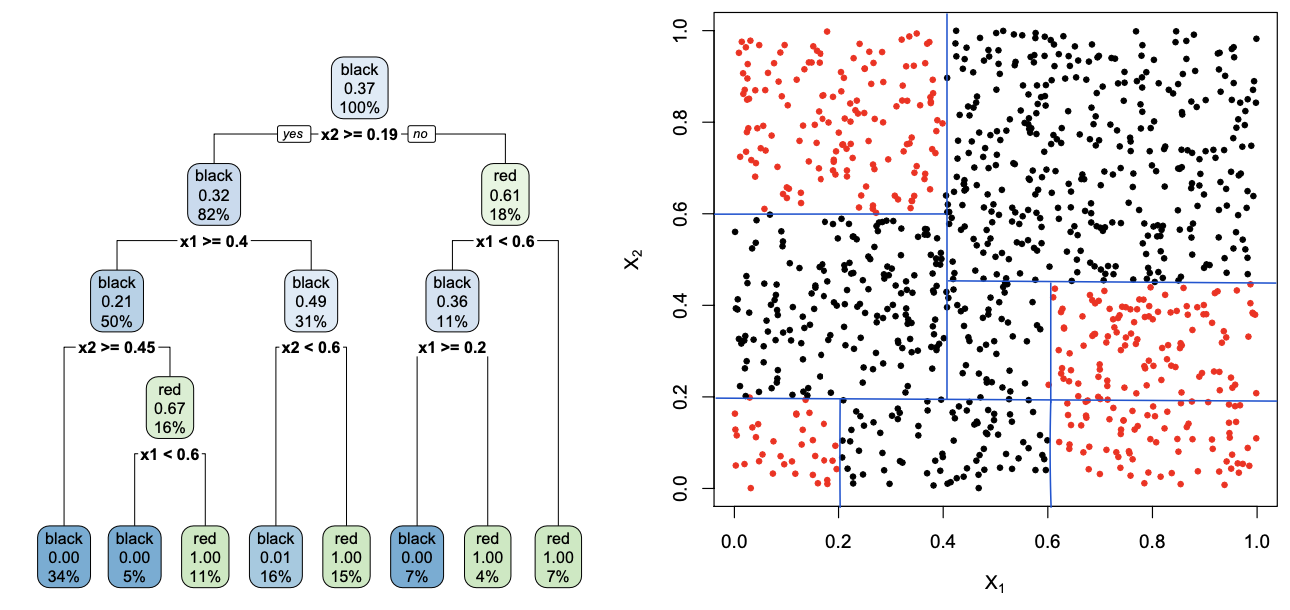 black
0.37
100%
yes x2 >= 0.19 no
black
0.32
82%
red
0.61
18%
x1 >= 0.4
x1 < 0.6
black
0.21
50%
black
0.49
31%
black
0.36
11%
x2 >= 0.45
x2 < 0.6
x1 >= 0.2
red
0.67
16%
x1 < 0.6
black
0.00
34%
black
0.00
5%
red
1.00
11%
black
0.01
16%
red
1.00
15%
black
0.00
7%
red
1.00
4%
red
1.00
7%
X2
1.0
0.8
0.6
0.4
0.2
0.0
0.0 0.2 0.4 0.6 0.8 1.0
X1